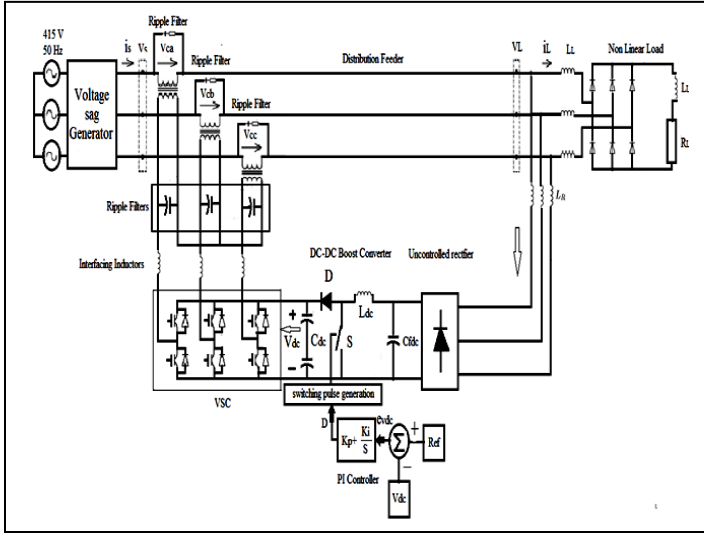 Ripple Filter
415 V
50 Hz
is
Vs
Vca
Ripple Filter
Distribution Feeder
VL
iL
LL
Non Linear Load
Voltage
sag
Generator
Vcb
Ripple Filter
Vcc
LL
RL
Ripple Filters
LR
Interfacing Inductors
DC-DC Boost Converter
Uncontrolled rectfier
D
Ldc
+
Vdc
-
Cdc
S
Cfdc
VSC
switching pulse generation
D
evdc
Kp+ Ki
S
Σ
+
Ref
−
PI Controller
Vdc